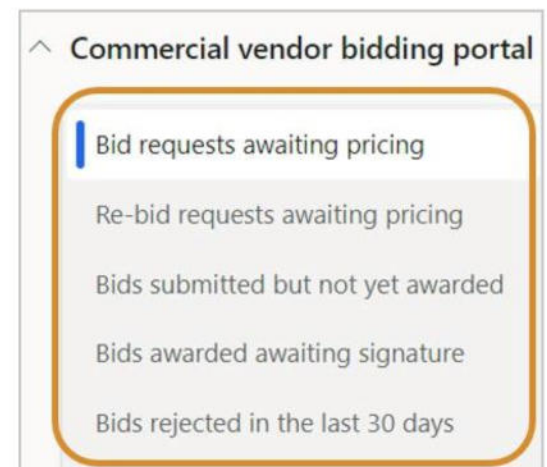 Commercial vendor bidding portal
Bid requests awaiting pricing
Re-bid requests awaiting pricing
Bids submitted but not yet awarded
Bids awarded awaiting signature
Bids rejected in the last 30 days